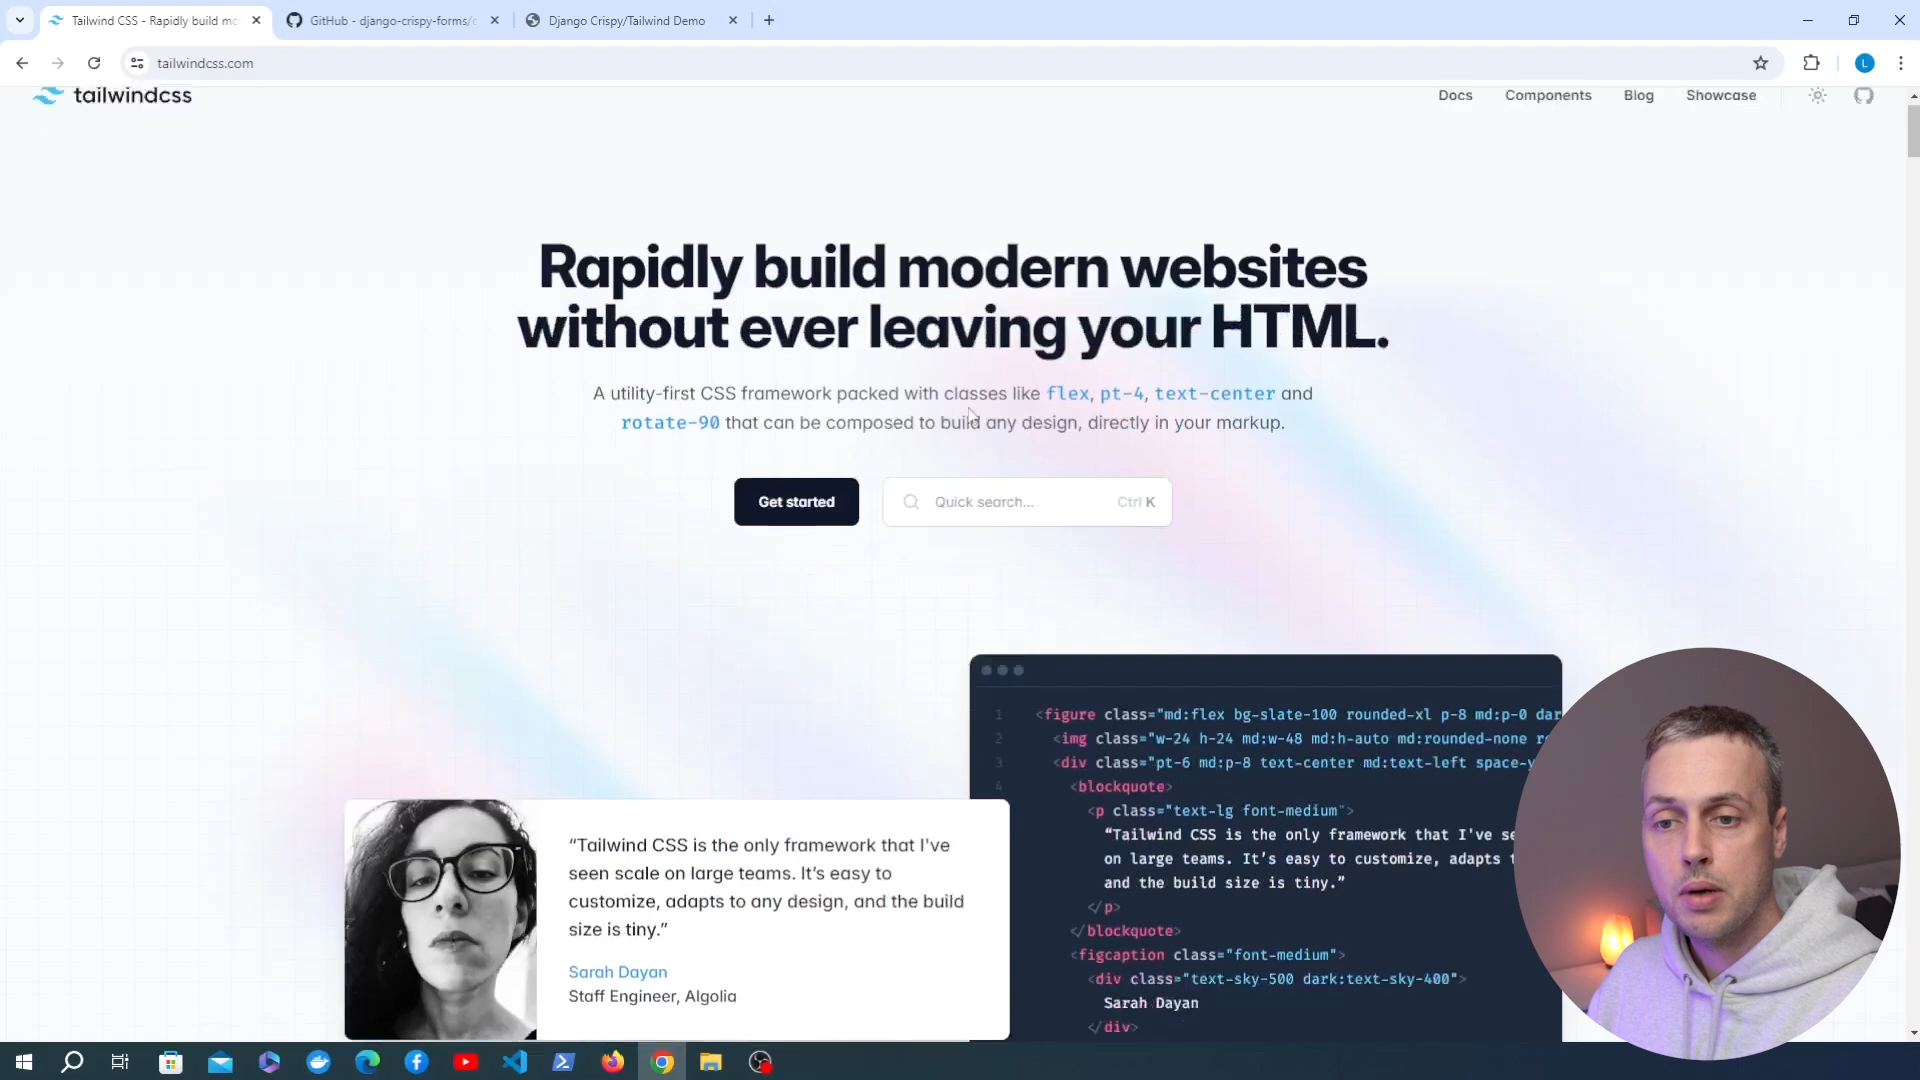 Tailwind CSS - Rapidly build mo
GitHub - django-crispy-forms/c
Django Crispy/Tailwind Demo
tailwindcss.com
L
tailwindcss
Docs
Components
Blog
Showcase
Rapidly build modern websites
without ever leaving your HTML.
A utility-first CSS framework packed with classes like flex, pt-4, text-center and
rotate-90 that can be composed to build any design, directly in your markup.
Get started
Quick search...
Ctrl K
1 <figure class="md:flex bg-slate-100 rounded-xl p-8 md:p-0 dar
2 <img class="w-24 h-24 md:w-48 md:h-auto md:rounded-none ro
3 <div class="pt-6 md:p-8 text-center md:text-left space-y
4 <blockquote>
<p class="text-lg font-medium">
“Tailwind CSS is the only framework that I've se
on large teams. It’s easy to customize, adapts t
and the build size is tiny.”
</p>
</blockquote>
<figcaption class="font-medium">
<div class="text-sky-500 dark:text-sky-400">
Sarah Dayan
</div>
“Tailwind CSS is the only framework that I've
seen scale on large teams. It’s easy to
customize, adapts to any design, and the build
size is tiny.”
Sarah Dayan
Staff Engineer, Algolia